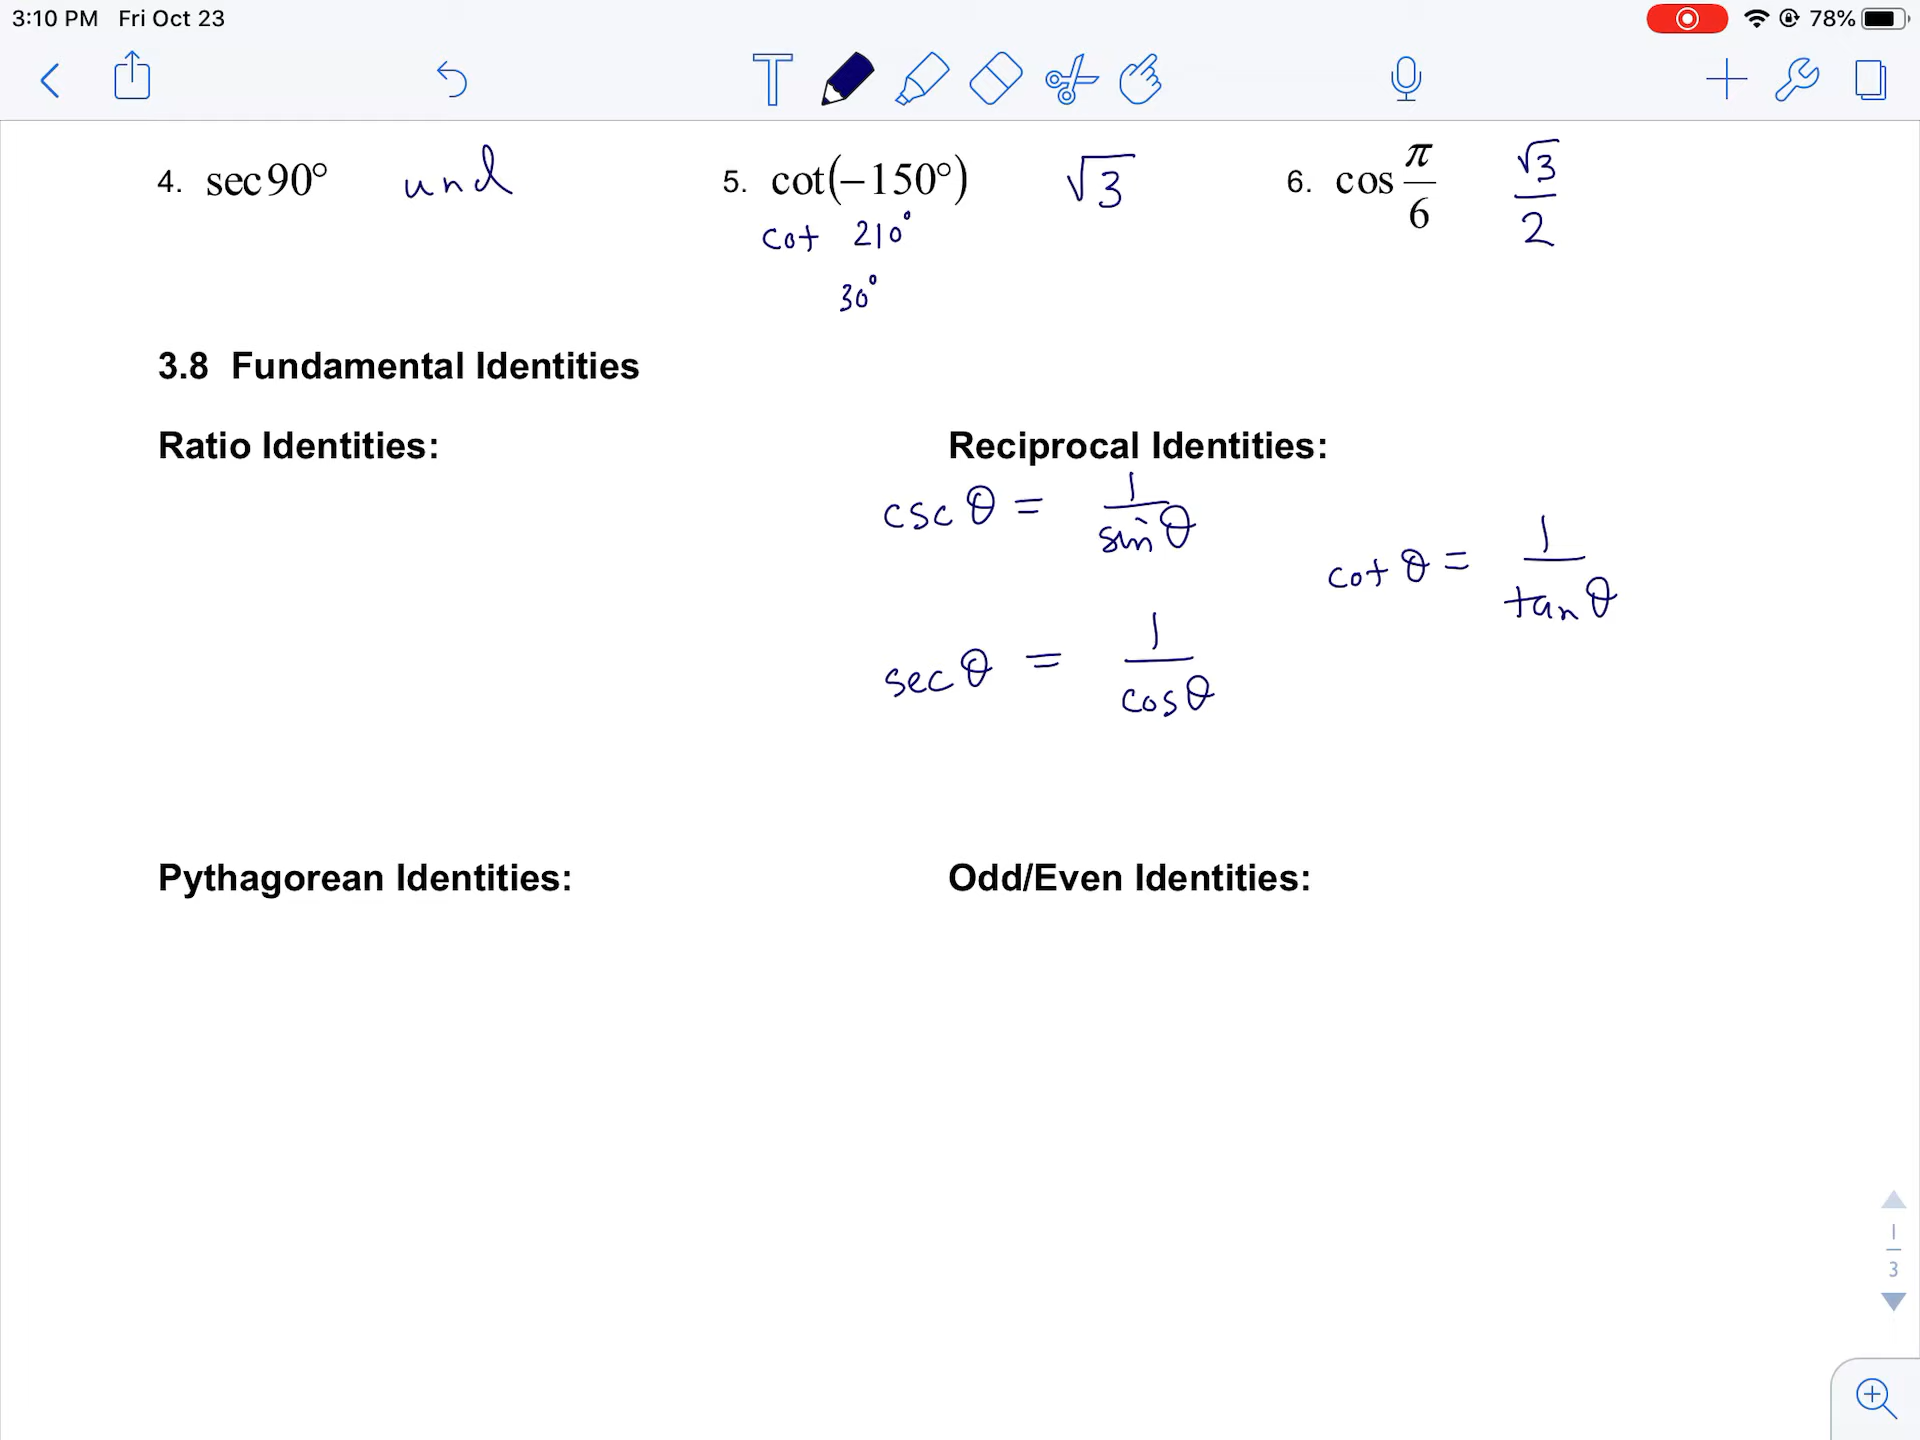 3:10 PM Fri Oct 23
78%
4. sec 90° und
5. cot(−150°) √3
cot 210°
30°
6. cos π/6 √3/2
3.8 Fundamental Identities
Ratio Identities:
Reciprocal Identities:
csc θ = 1/sin θ
cot θ = 1/tan θ
sec θ = 1/cos θ
Pythagorean Identities:
Odd/Even Identities:
1
3